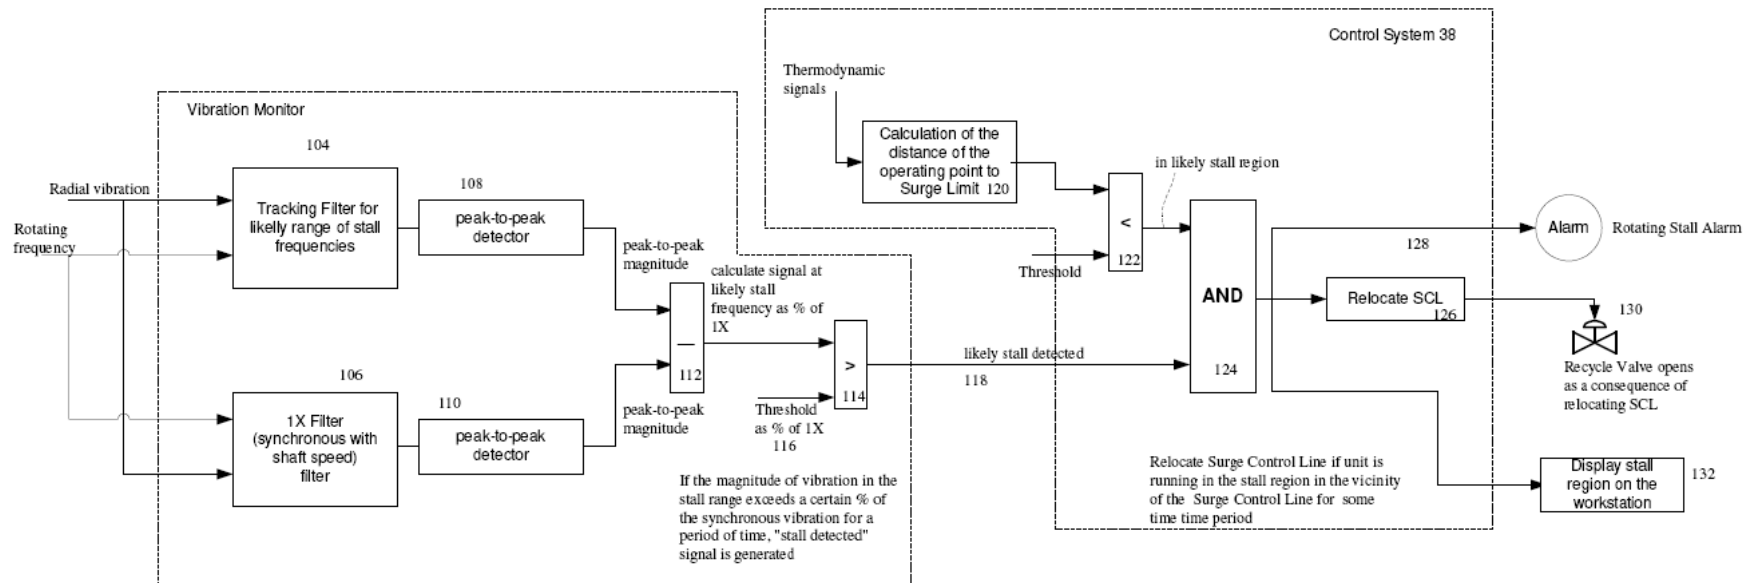 Control System 38
Thermodynamic
signals
Vibration Monitor
Calculation of the
distance of the
operating point to
Surge Limit 120
in likely stall region
104
Radial vibration
108
Tracking Filter for
likelly range of stall
frequencies
peak-to-peak
detector
Rotating
frequency
peak-to-peak
magnitude
<
122
Threshold
AND
124
Alarm
Rotating Stall Alarm
128
calculate signal at
likely stall
frequency as % of
1X
Relocate SCL
126
130
Recycle Valve opens
as a consequence of
relocating SCL
—
112
>
114
likely stall detected
118
106
110
1X Filter
(synchronous with
shaft speed)
filter
peak-to-peak
detector
peak-to-peak
magnitude
Threshold
as % of 1X
116
If the magnitude of vibration in the
stall range exceeds a certain % of
the synchronous vibration for a
period of time, "stall detected"
signal is generated
Relocate Surge Control Line if unit is
running in the stall region in the vicinity
of the Surge Control Line for some
time time period
Display stall
region on the
workstation
132